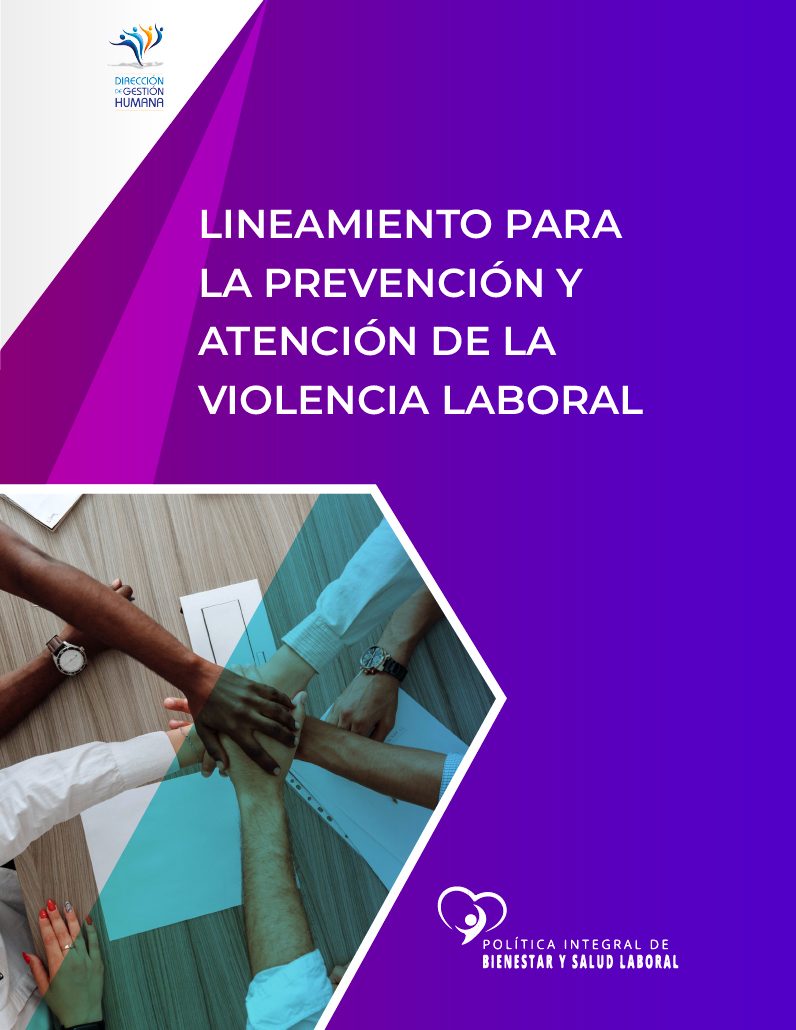 DIRECCIÓN
DE GESTIÓN
HUMANA
LINEAMIENTO PARA
LA PREVENCIÓN Y
ATENCIÓN DE LA
VIOLENCIA LABORAL
POLÍTICA INTEGRAL DE
BIENESTAR Y SALUD LABORAL